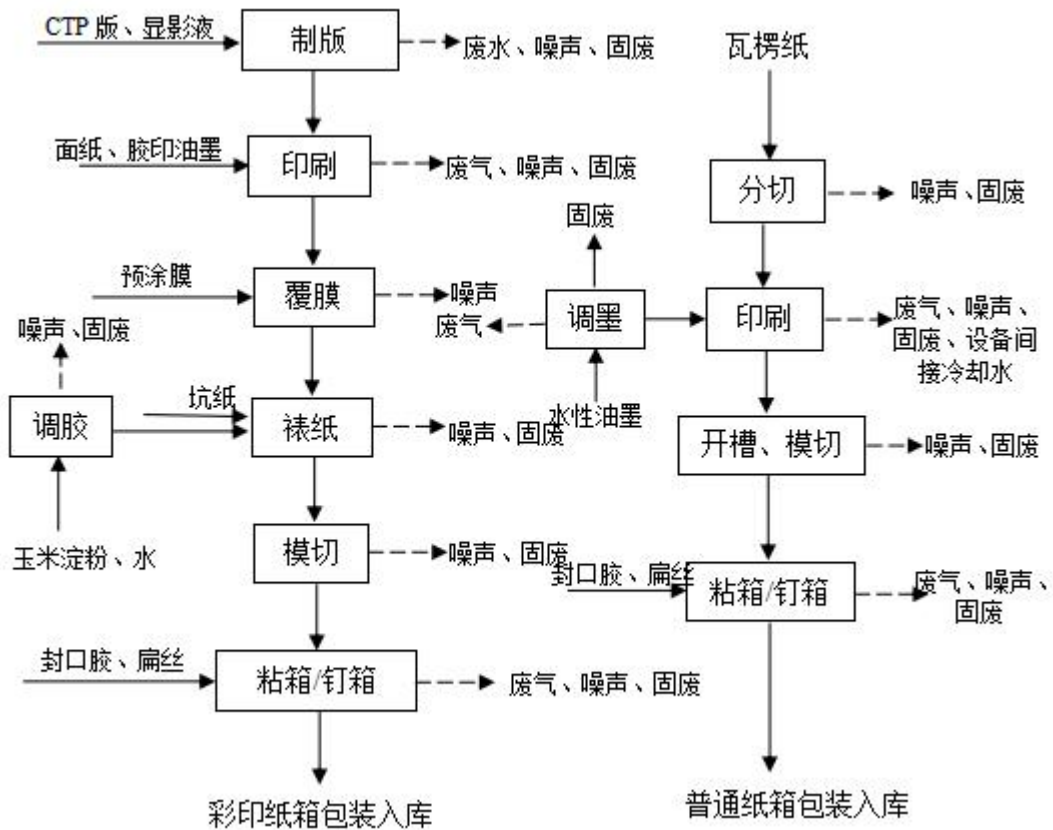 CTP 版、显影液
制版
废水、噪声、固废
面纸、胶印油墨
印刷
废气、噪声、固废
预涂膜
覆膜
噪声
噪声、固废
坑纸
调胶
裱纸
噪声、固废
玉米淀粉、水
模切
噪声、固废
封口胶、扁丝
粘箱/钉箱
废气、噪声、固废
彩印纸箱包装入库
瓦楞纸
分切
噪声、固废
固废
废气
调墨
水性油墨
印刷
废气、噪声、
固废、设备间
接冷却水
开槽、模切
噪声、固废
封口胶、扁丝
粘箱/钉箱
废气、噪声、
固废
普通纸箱包装入库